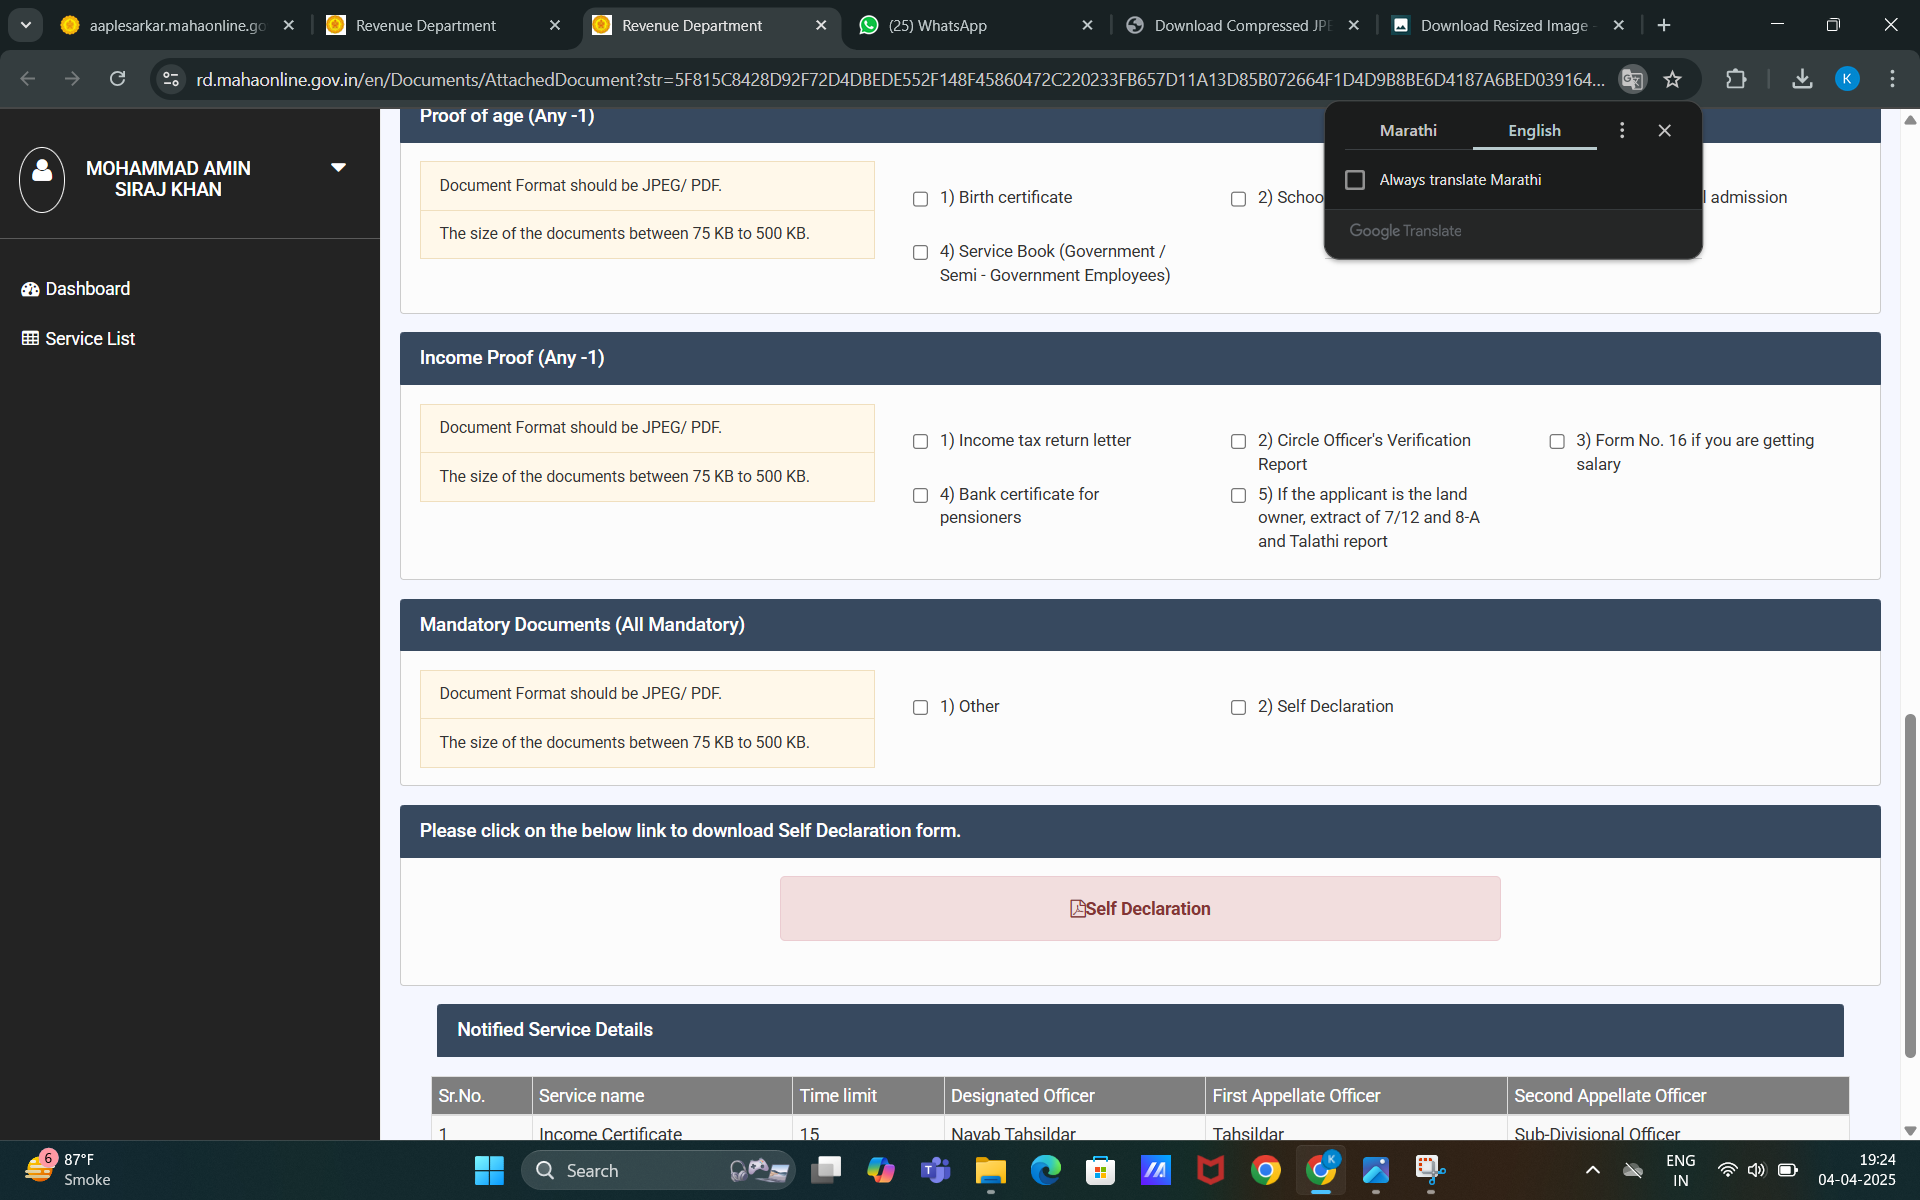 aaplesarkar.mahaonline.go
Revenue Department
Revenue Department
(25) WhatsApp
Download Compressed JPE
Download Resized Image -
rd.mahaonline.gov.in/en/Documents/AttachedDocument?str=5F815C8428D92F72D4DBEDE552F148F45860472C220233FB657D11A13D85B072664F1D4D9B8BE6D4187A6BED039164...
K
Marathi
English
Always translate Marathi
Google Translate
MOHAMMAD AMIN
SIRAJ KHAN
Dashboard
Service List
Proof of age (Any -1)
Document Format should be JPEG/ PDF.
The size of the documents between 75 KB to 500 KB.
1) Birth certificate
2) Schoo
l admission
4) Service Book (Government /
Semi - Government Employees)
Income Proof (Any -1)
Document Format should be JPEG/ PDF.
The size of the documents between 75 KB to 500 KB.
1) Income tax return letter
2) Circle Officer's Verification
Report
3) Form No. 16 if you are getting
salary
4) Bank certificate for
pensioners
5) If the applicant is the land
owner, extract of 7/12 and 8-A
and Talathi report
Mandatory Documents (All Mandatory)
Document Format should be JPEG/ PDF.
The size of the documents between 75 KB to 500 KB.
1) Other
2) Self Declaration
Please click on the below link to download Self Declaration form.
Self Declaration
Notified Service Details
Sr.No. Service name Time limit Designated Officer First Appellate Officer Second Appellate Officer
1 Income Certificate 15 Nayab Tahsildar Tahsildar Sub-Divisional Officer
6
87°F
Smoke
Search
K
ENG
IN
19:24
04-04-2025